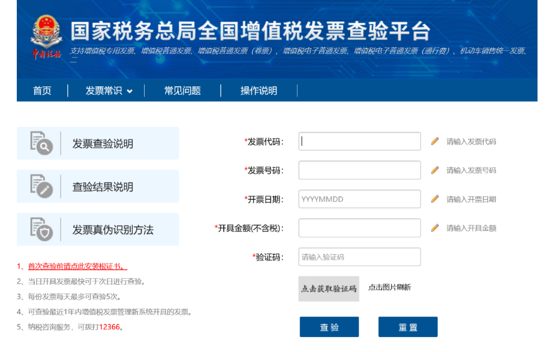 国家税务总局全国增值税发票查验平台
中国税务
支持增值税专用发票、增值税普通发票、增值税普通发票（卷票）、增值税电子普通发票、增值税电子普通发票（通行费）、机动车销售统一发票、二
首页
发票常识
常见问题
操作说明
发票查验说明
查验结果说明
发票真伪识别方法
1、首次查验前请点此安装根证书。
2、当日开具发票最快可于次日进行查验。
3、每份发票每天最多可查验5次。
4、可查验最近1年内增值税发票管理新系统开具的发票。
5、纳税咨询服务，可拨打12366。
*发票代码：
请输入发票代码
*发票号码：
请输入发票号码
*开票日期：
YYYYMMDD
请输入开票日期
*开具金额(不含税)：
请输入开具金额
*验证码：
请输入验证码
点击获取验证码
点击图片刷新
查 验
重 置